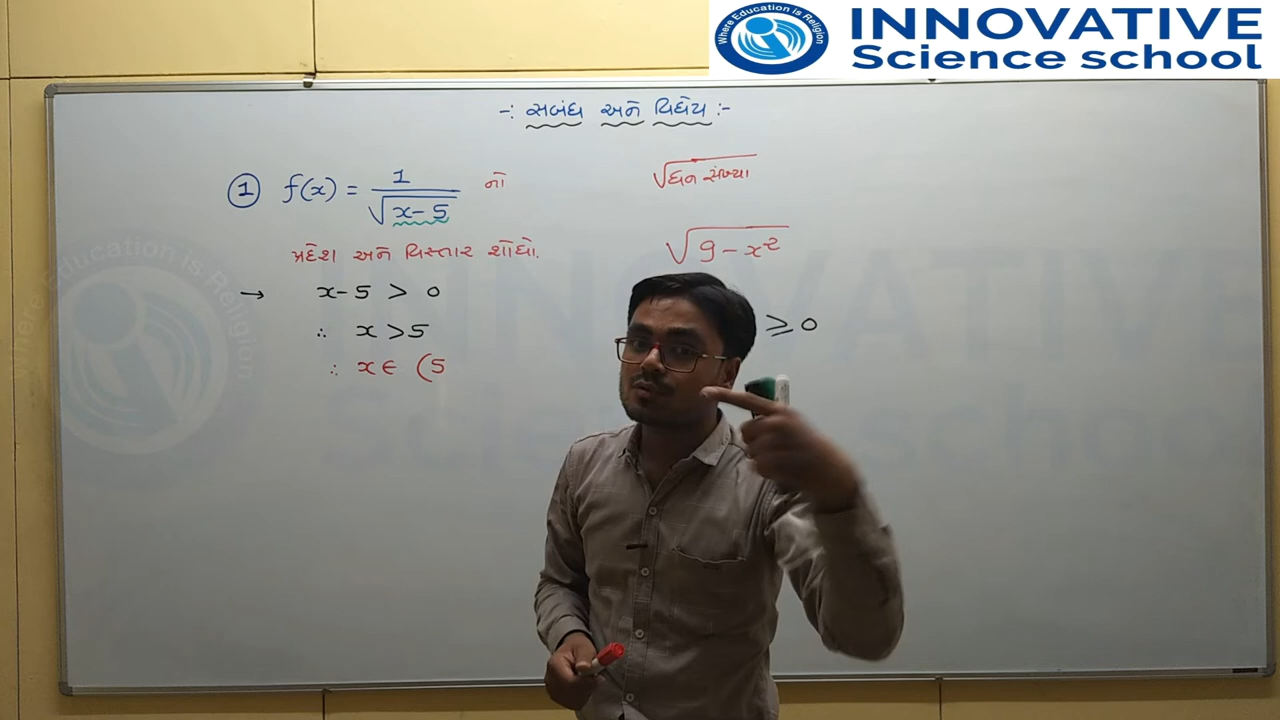 Where Education is Religion
INNOVATIVE
Science school
-: સબંધ અને વિધેય :-
① f(x) = 1/√(x-5) નો
પ્રદેશ અને વિસ્તાર શોધો.
→ x-5 > 0
∴ x > 5
∴ x ∈ (5
√ધન સંખ્યા
√(9-x²)
≥ 0